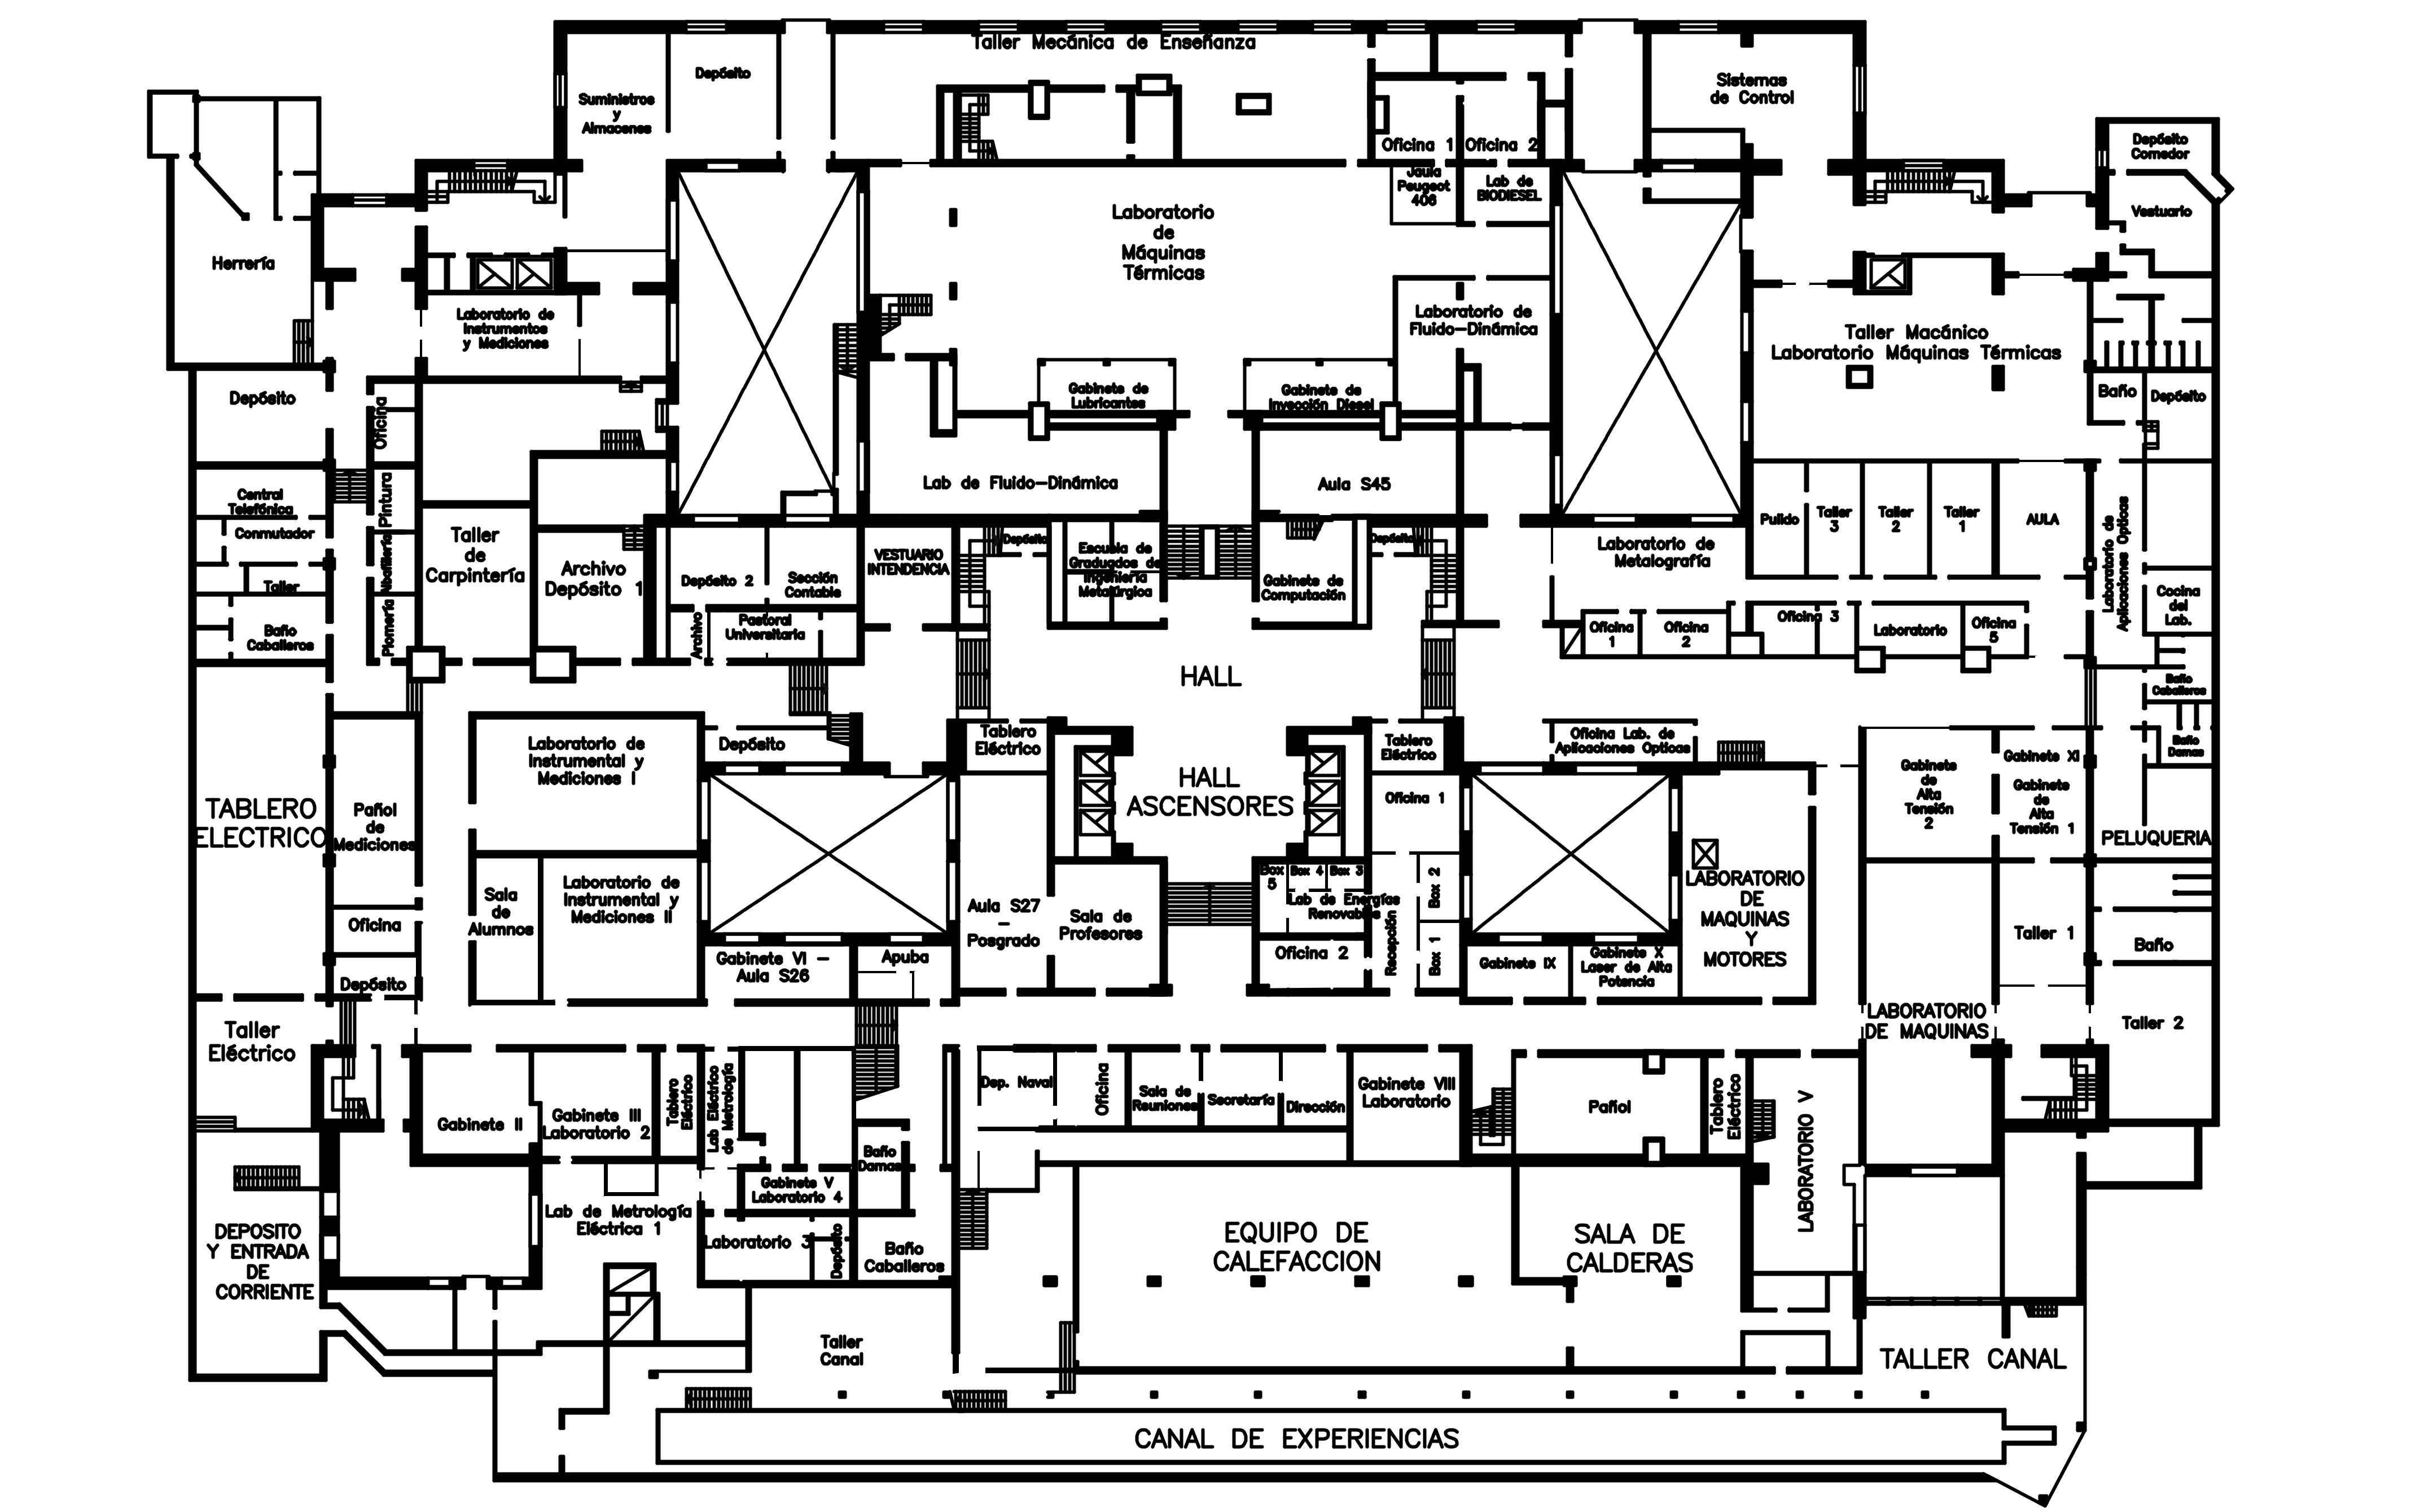 Taller Mecánica de Enseñanza
Depósito
Suministros
y
Almacenes
Sistemas
de Control
Oficina 1
Oficina 2
Depósito
Comedor
Vestuario
Jaula
Peugeot
406
Lab de
BIODIESEL
Herrería
Laboratorio
de
Máquinas
Térmicas
Laboratorio de
Instrumentos
y Mediciones
Laboratorio de
Fluido-Dinámica
Taller Macánico
Laboratorio Máquinas Térmicas
Depósito
Oficina
Gabinete de
Lubricantes
Gabinete de
Inyección Diesel
Baño
Depósito
Lab de Fluido-Dinámica
Aula S45
Central
Telefónica
Conmutador
Taller
Baño
Caballeros
Pintura
Albañilería
Plomería
Taller
de
Carpintería
Archivo
Depósito 1
Depósito 2
Sección
Contable
Archivo
Pastoral
Universitaria
VESTUARIO
INTENDENCIA
Depósito
Escuela de
Graduados de
Ingeniería
Metalúrgica
Gabinete de
Computación
Depósito
Laboratorio de
Metalografía
Pulido
Taller
3
Taller
2
Taller
1
AULA
Laboratorio de
Aplicaciones Opticas
Cocina
del
Lab.
Oficina
1
Oficina
2
Oficina 3
Laboratorio
Oficina
5
Baño
Caballeros
Baño
Damas
HALL
TABLERO
ELECTRICO
Pañol
de
Mediciones
Laboratorio de
Instrumental y
Mediciones I
Depósito
Tablero
Eléctrico
HALL
ASCENSORES
Tablero
Eléctrico
Oficina 1
Oficina Lab. de
Aplicaciones Opticas
Gabinete
de
Alta
Tensión
2
Gabinete XI
Gabinete
de
Alta
Tensión 1
PELUQUERIA
Oficina
Depósito
Sala
de
Alumnos
Laboratorio de
Instrumental y
Mediciones II
Gabinete VI -
Aula S26
Apuba
Aula S27
-
Posgrado
Sala de
Profesores
Box
5
Box 4
Box 3
Lab de Energías
Renovables
Oficina 2
Recepción
Box 2
Box 1
Gabinete IX
Gabinete X
Laser de Alta
Potencia
LABORATORIO
DE
MAQUINAS
Y
MOTORES
Taller 1
Baño
Taller 2
LABORATORIO
DE MAQUINAS
Taller
Eléctrico
Gabinete II
Gabinete III
Laboratorio 2
Tablero
Eléctrico
Lab Eléctrico
de Metrología
Baño
Damas
Gabinete V
Laboratorio 4
Dep. Naval
Oficina
Sala de
Reuniones
Secretaría
Dirección
Gabinete VIII
Laboratorio
Pañol
Tablero
Eléctrico
LABORATORIO V
DEPOSITO
Y ENTRADA
DE
CORRIENTE
Lab de Metrología
Eléctrica 1
Laboratorio 3
Depósito
Baño
Caballeros
EQUIPO DE
CALEFACCION
SALA DE
CALDERAS
Taller
Canal
TALLER CANAL
CANAL DE EXPERIENCIAS